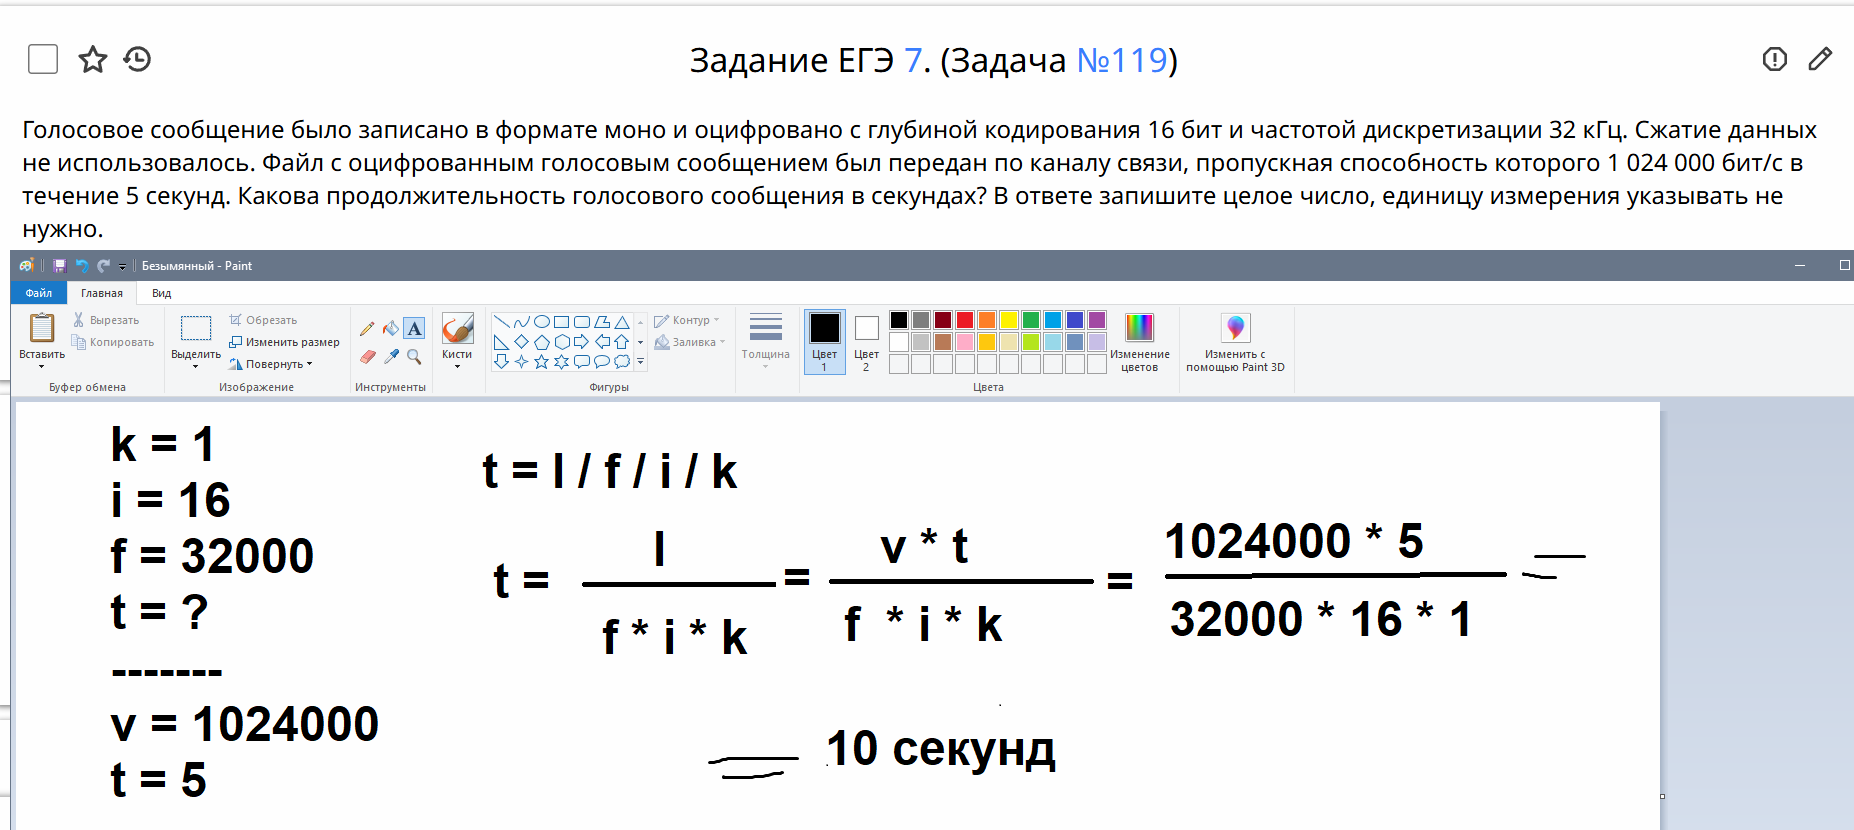 Задание ЕГЭ 7. (Задача №119)
Голосовое сообщение было записано в формате моно и оцифровано с глубиной кодирования 16 бит и частотой дискретизации 32 кГц. Сжатие данных
не использовалось. Файл с оцифрованным голосовым сообщением был передан по каналу связи, пропускная способность которого 1 024 000 бит/с в
течение 5 секунд. Какова продолжительность голосового сообщения в секундах? В ответе запишите целое число, единицу измерения указывать не
нужно.
Безымянный - Paint
Файл Главная Вид
Вставить
Вырезать
Копировать
Буфер обмена
Выделить
Обрезать
Изменить размер
Повернуть
Изображение
A
Инструменты
Кисти
Контур
Заливка
Фигуры
Толщина
Цвет
1
Цвет
2
Изменение
цветов
Цвета
Изменить с
помощью Paint 3D
k = 1
i = 16
f = 32000
t = ?
-------
v = 1024000
t = 5
t = I / f / i / k
t = I / f * i * k = v * t / f * i * k = 1024000 * 5 / 32000 * 16 * 1 =
= 10 секунд